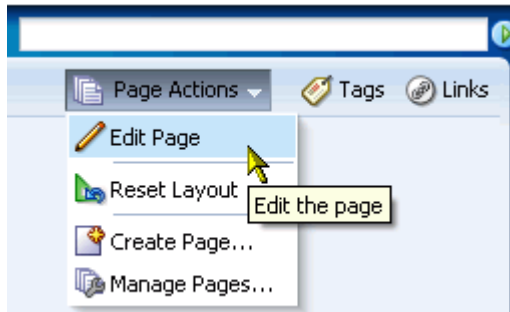 Page Actions Tags Links
Edit Page
Reset Layout
Edit the page
Create Page...
Manage Pages...